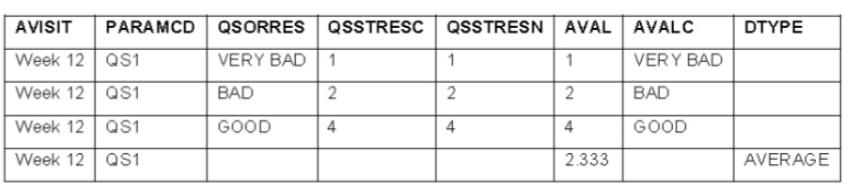 AVISIT PARAMCD QSORRES QSSTRESC QSSTRESN AVAL AVALC DTYPE
Week 12 QS1 VERY BAD 1 1 1 VERY BAD
Week 12 QS1 BAD 2 2 2 BAD
Week 12 QS1 GOOD 4 4 4 GOOD
Week 12 QS1 2.333 AVERAGE